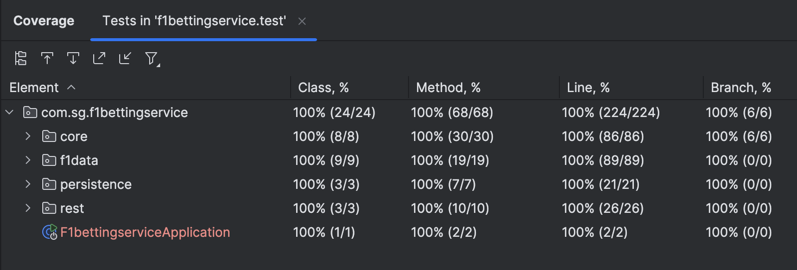 Coverage Tests in 'f1bettingservice.test' ×
Element Class, % Method, % Line, % Branch, %
com.sg.f1bettingservice 100% (24/24) 100% (68/68) 100% (224/224) 100% (6/6)
core 100% (8/8) 100% (30/30) 100% (86/86) 100% (6/6)
f1data 100% (9/9) 100% (19/19) 100% (89/89) 100% (0/0)
persistence 100% (3/3) 100% (7/7) 100% (21/21) 100% (0/0)
rest 100% (3/3) 100% (10/10) 100% (26/26) 100% (0/0)
F1bettingserviceApplication 100% (1/1) 100% (2/2) 100% (2/2) 100% (0/0)